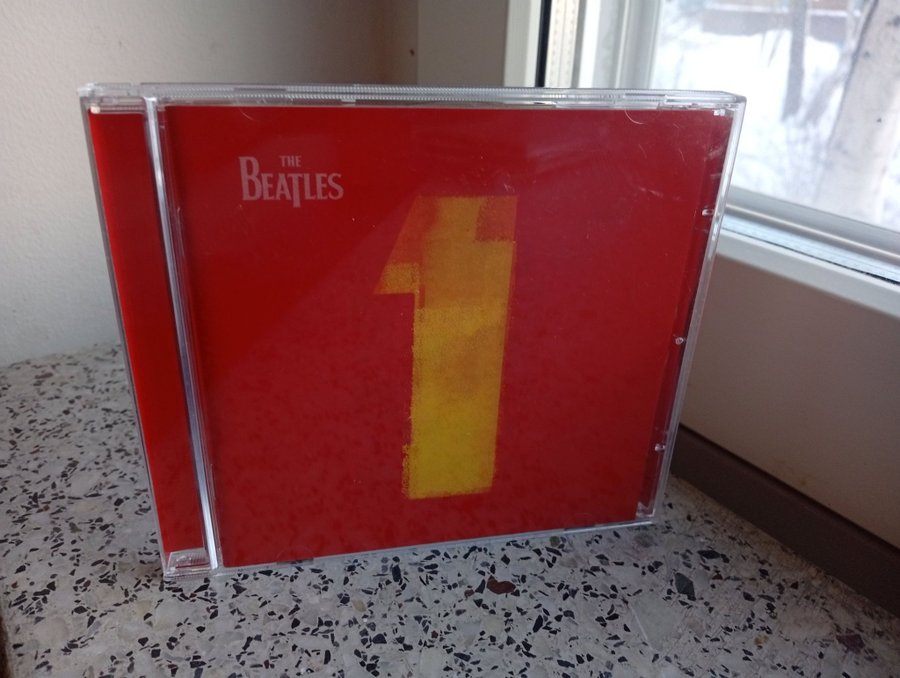 THE
BEATLES
1